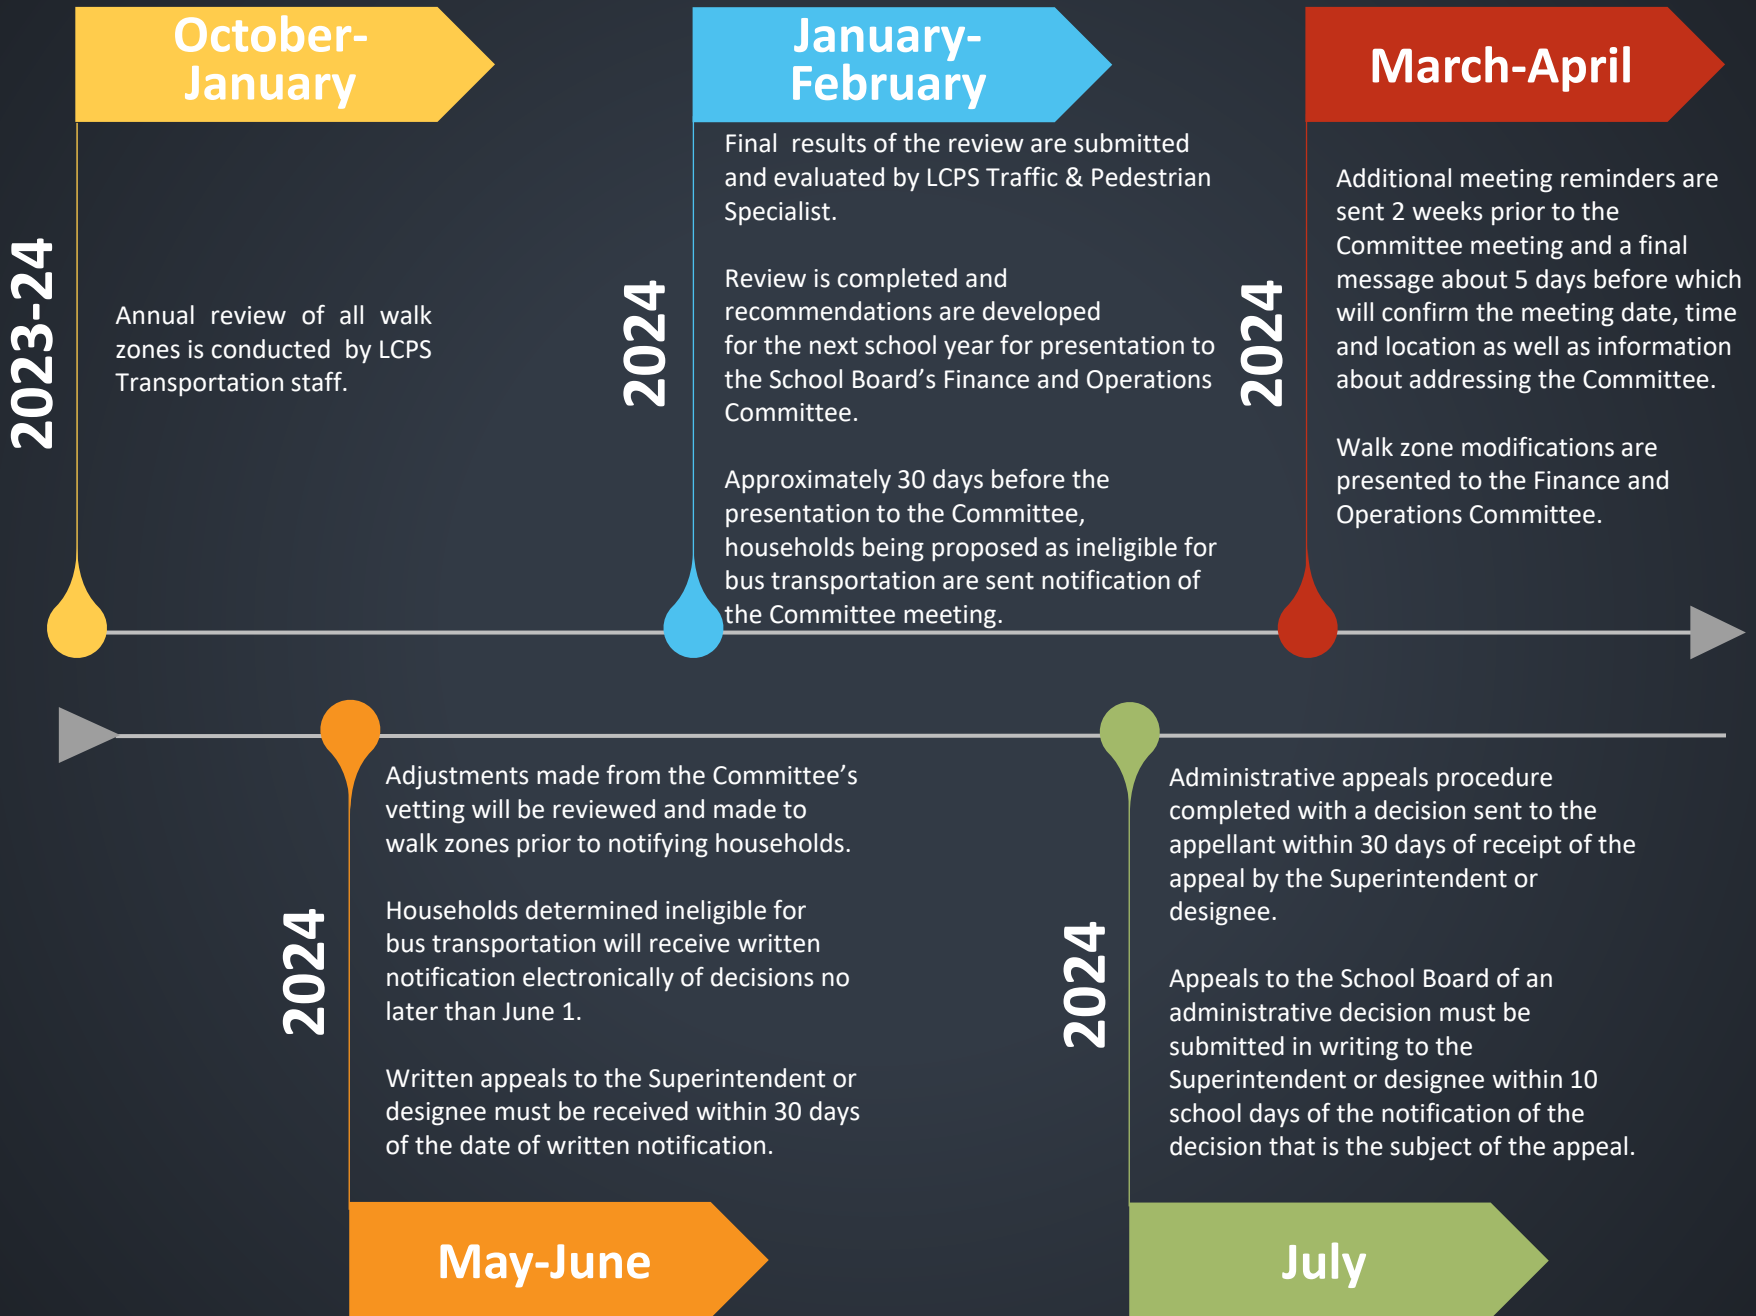 October-
January
2023-24
Annual review of all walk
zones is conducted by LCPS
Transportation staff.
January-
February
2024
Final results of the review are submitted
and evaluated by LCPS Traffic & Pedestrian
Specialist.
Review is completed and
recommendations are developed
for the next school year for presentation to
the School Board’s Finance and Operations
Committee.
Approximately 30 days before the
presentation to the Committee,
households being proposed as ineligible for
bus transportation are sent notification of
the Committee meeting.
March-April
2024
Additional meeting reminders are
sent 2 weeks prior to the
Committee meeting and a final
message about 5 days before which
will confirm the meeting date, time
and location as well as information
about addressing the Committee.
Walk zone modifications are
presented to the Finance and
Operations Committee.
2024
Adjustments made from the Committee’s
vetting will be reviewed and made to
walk zones prior to notifying households.
Households determined ineligible for
bus transportation will receive written
notification electronically of decisions no
later than June 1.
Written appeals to the Superintendent or
designee must be received within 30 days
of the date of written notification.
May-June
2024
Administrative appeals procedure
completed with a decision sent to the
appellant within 30 days of receipt of the
appeal by the Superintendent or
designee.
Appeals to the School Board of an
administrative decision must be
submitted in writing to the
Superintendent or designee within 10
school days of the notification of the
decision that is the subject of the appeal.
July